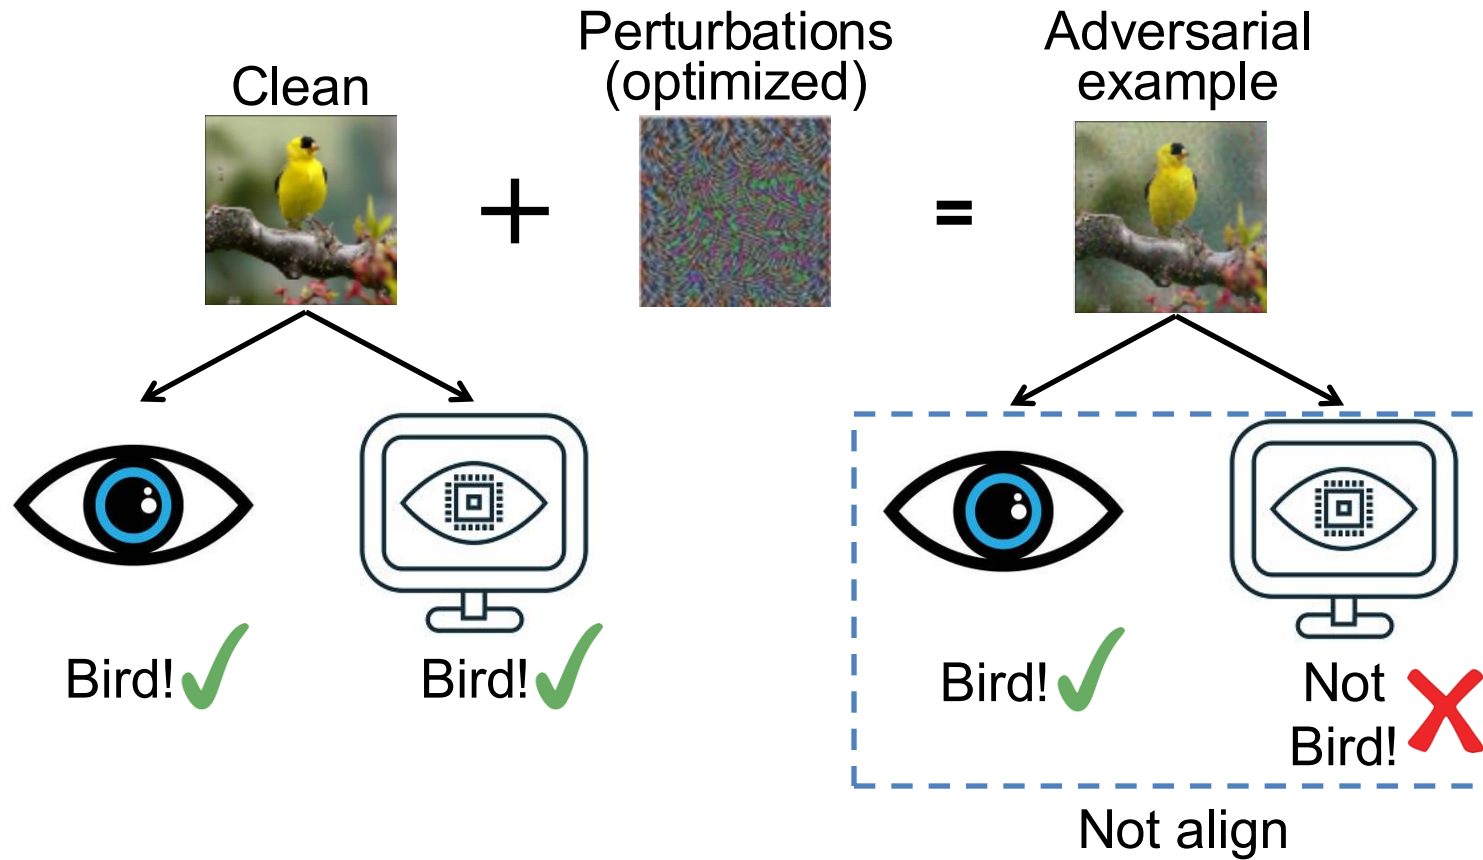 Clean
Perturbations
(optimized)
Adversarial
example
+
=
Bird!
Bird!
Bird!
Not
Bird!
Not align